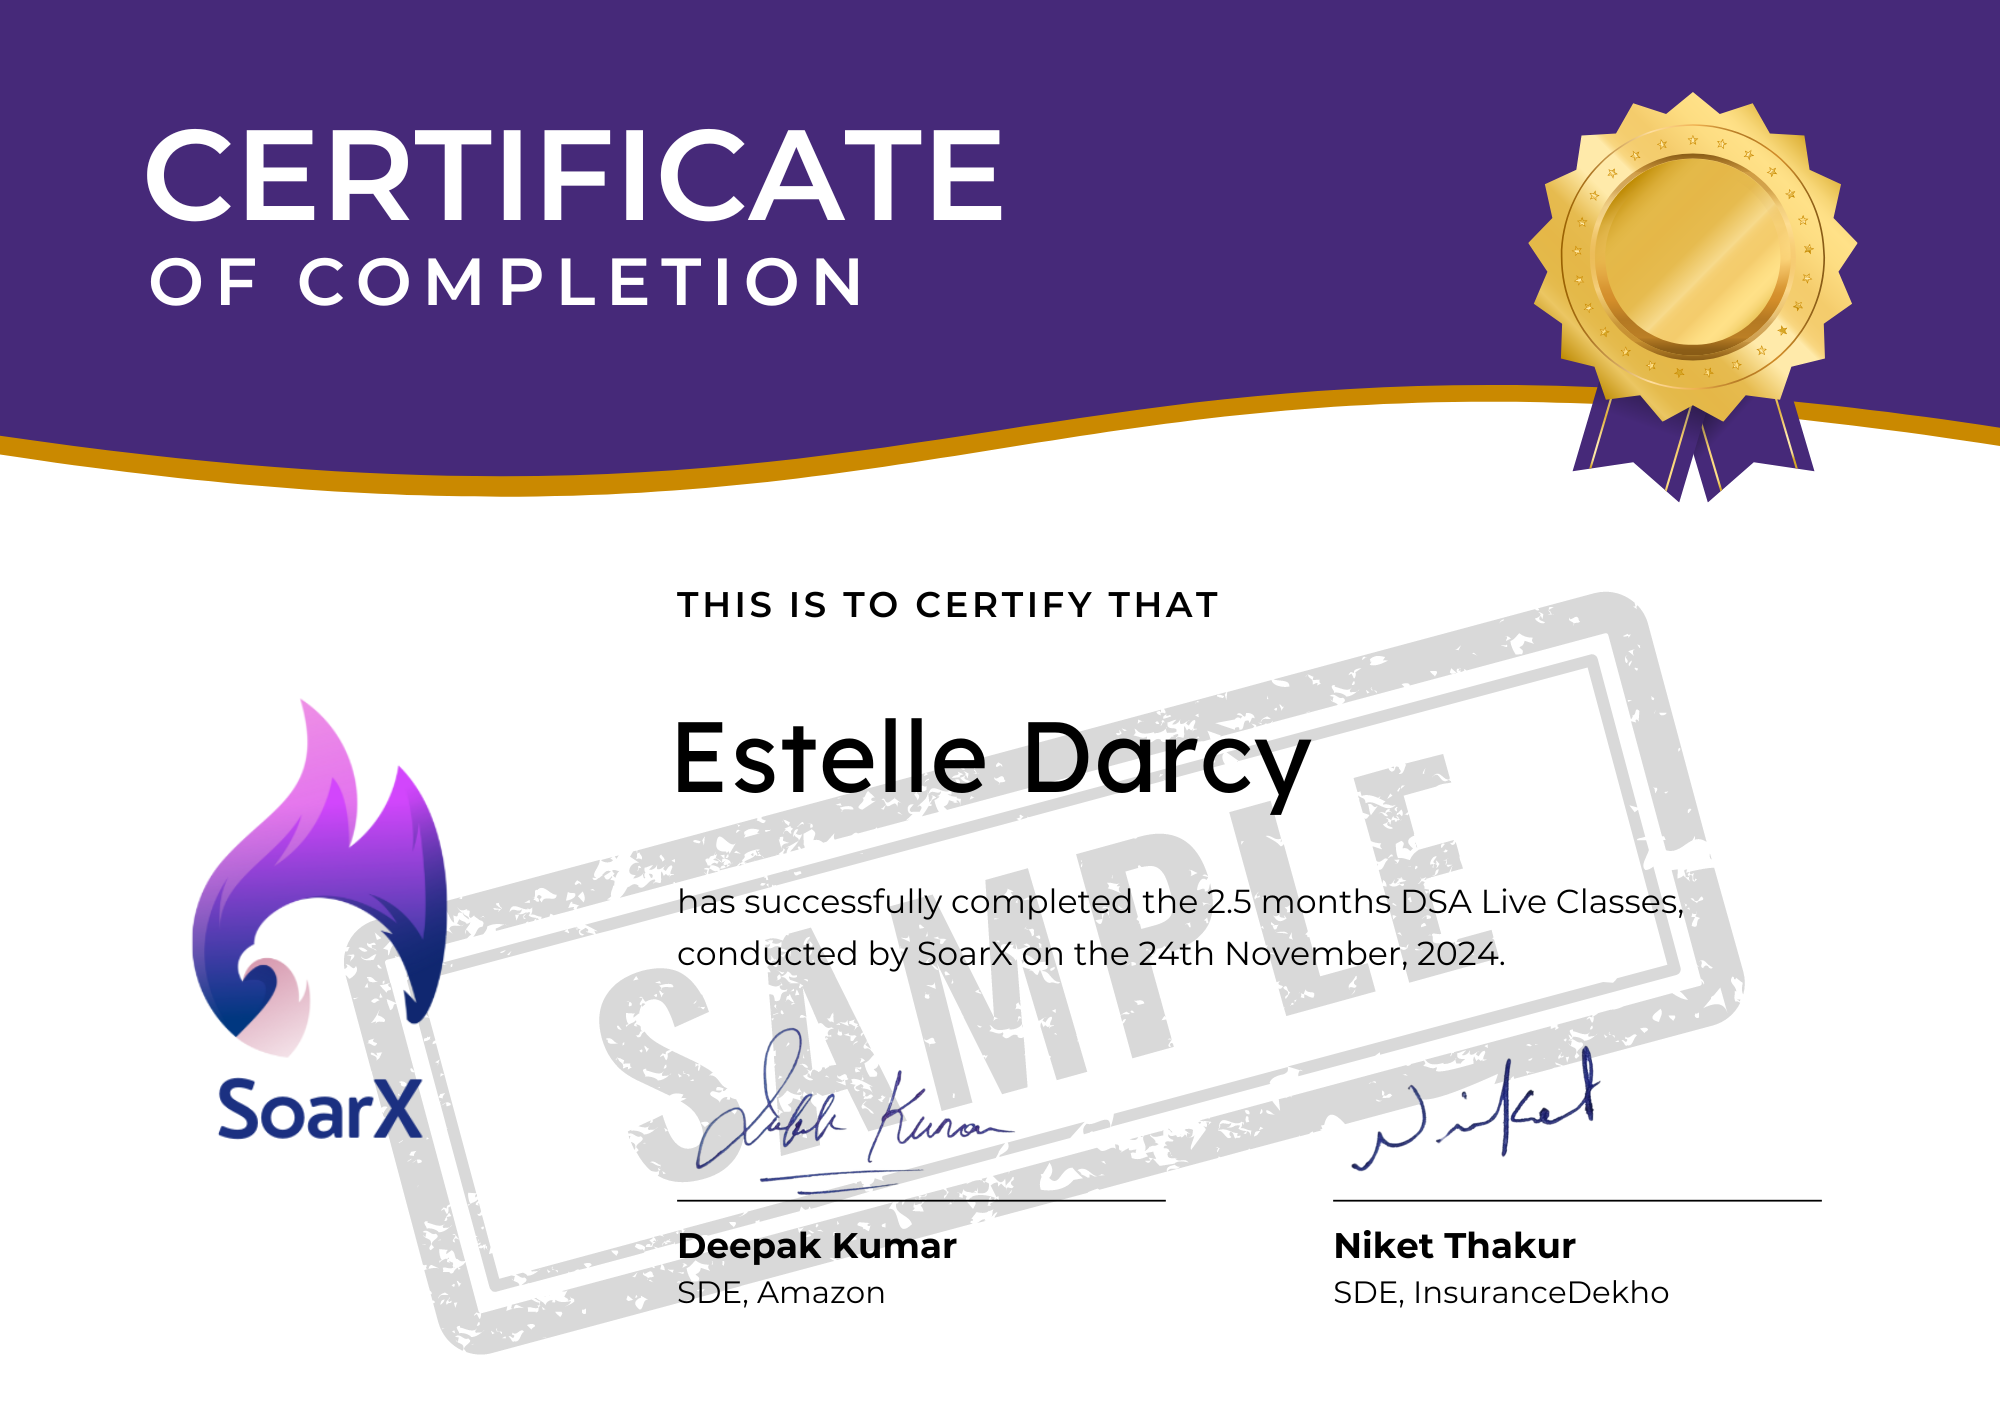 CERTIFICATE
OF COMPLETION
THIS IS TO CERTIFY THAT
Estelle Darcy
has successfully completed the 2.5 months DSA Live Classes,
conducted by SoarX on the 24th November, 2024.
SAMPLE
SoarX
Deepak Kumar
Niket
Deepak Kumar
SDE, Amazon
Niket Thakur
SDE, InsuranceDekho